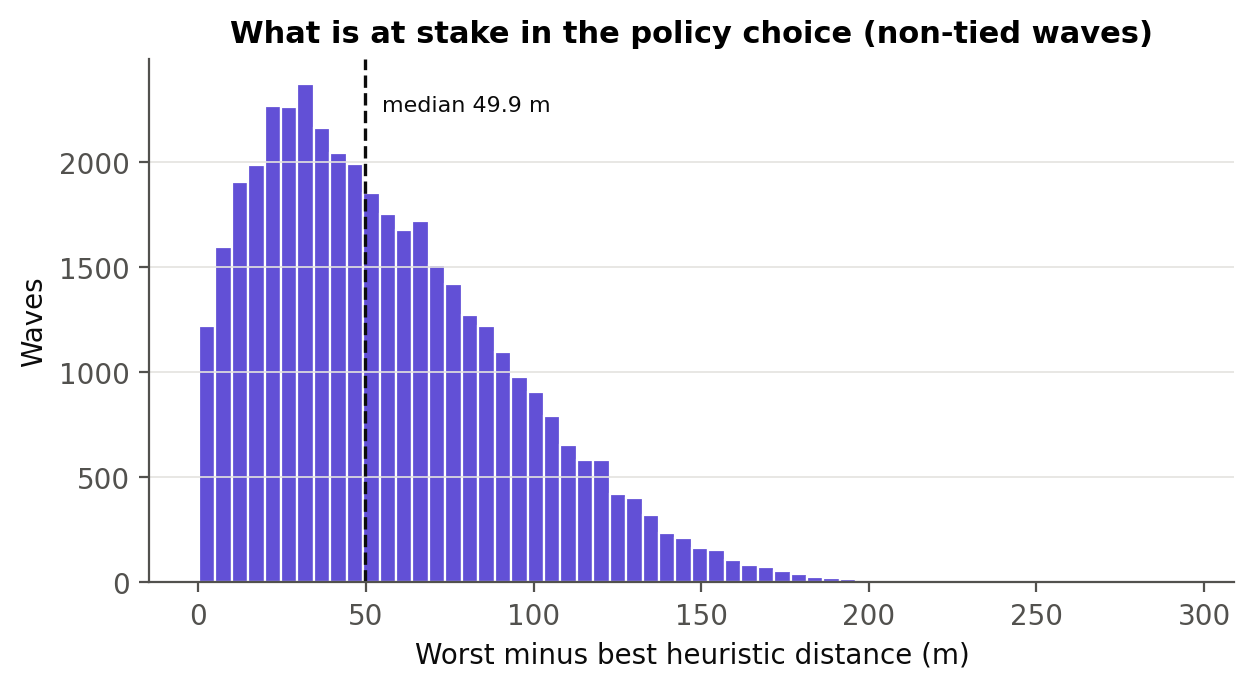 What is at stake in the policy choice (non-tied waves)
median 49.9 m
Waves
2000
1500
1000
500
0
0 50 100 150 200 250 300
Worst minus best heuristic distance (m)